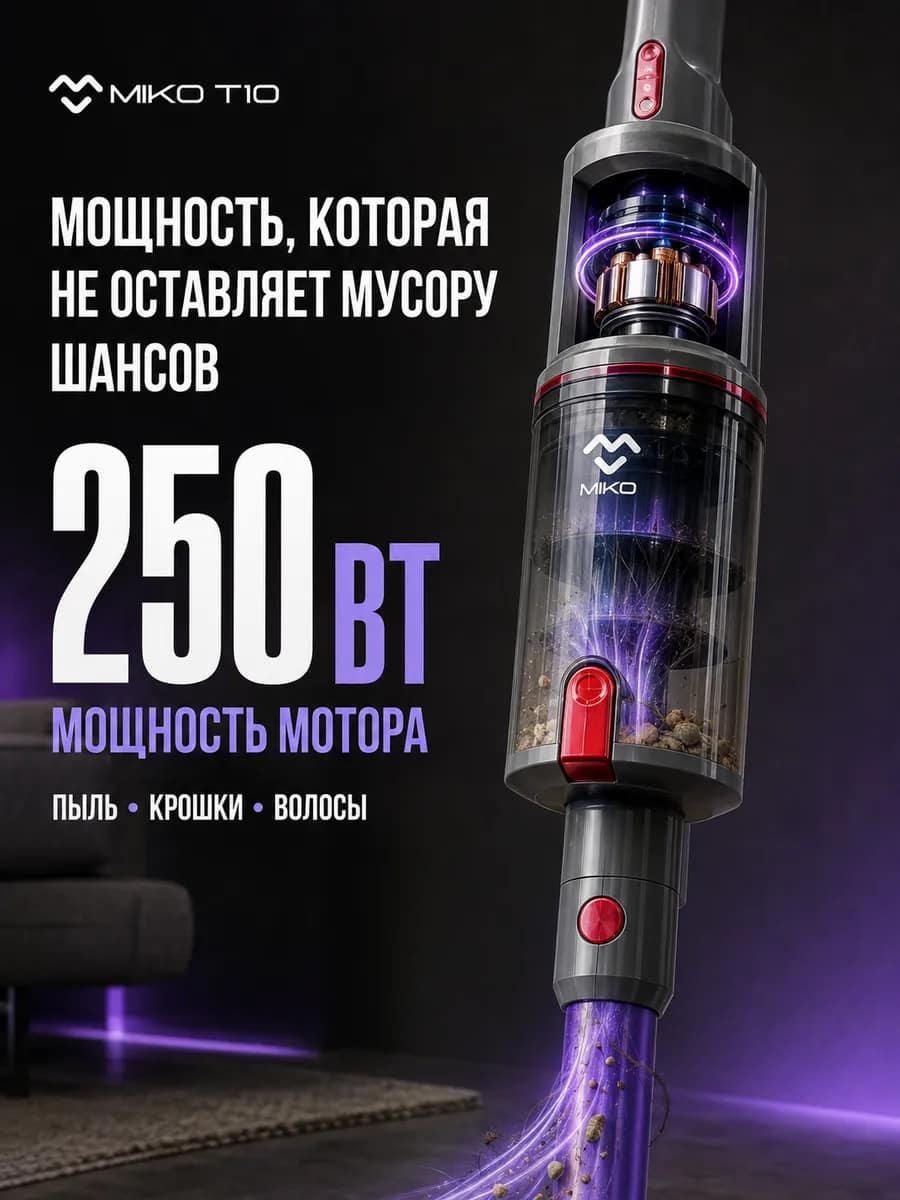 MIKO T10
МОЩНОСТЬ, КОТОРАЯ
НЕ ОСТАВЛЯЕТ МУСОРУ
ШАНСОВ
250 ВТ
МОЩНОСТЬ МОТОРА
ПЫЛЬ • КРОШКИ • ВОЛОСЫ
MIKO